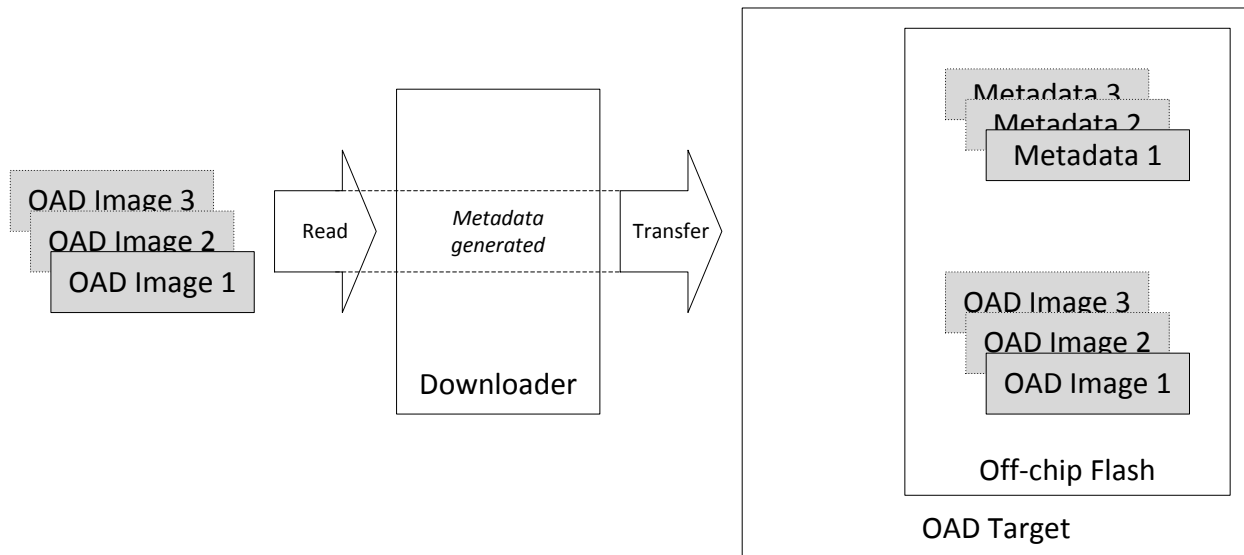 OAD Image 3
OAD Image 2
OAD Image 1
Read
Metadata
generated
Downloader
Transfer
Metadata 3
Metadata 2
Metadata 1
OAD Image 3
OAD Image 2
OAD Image 1
Off-chip Flash
OAD Target